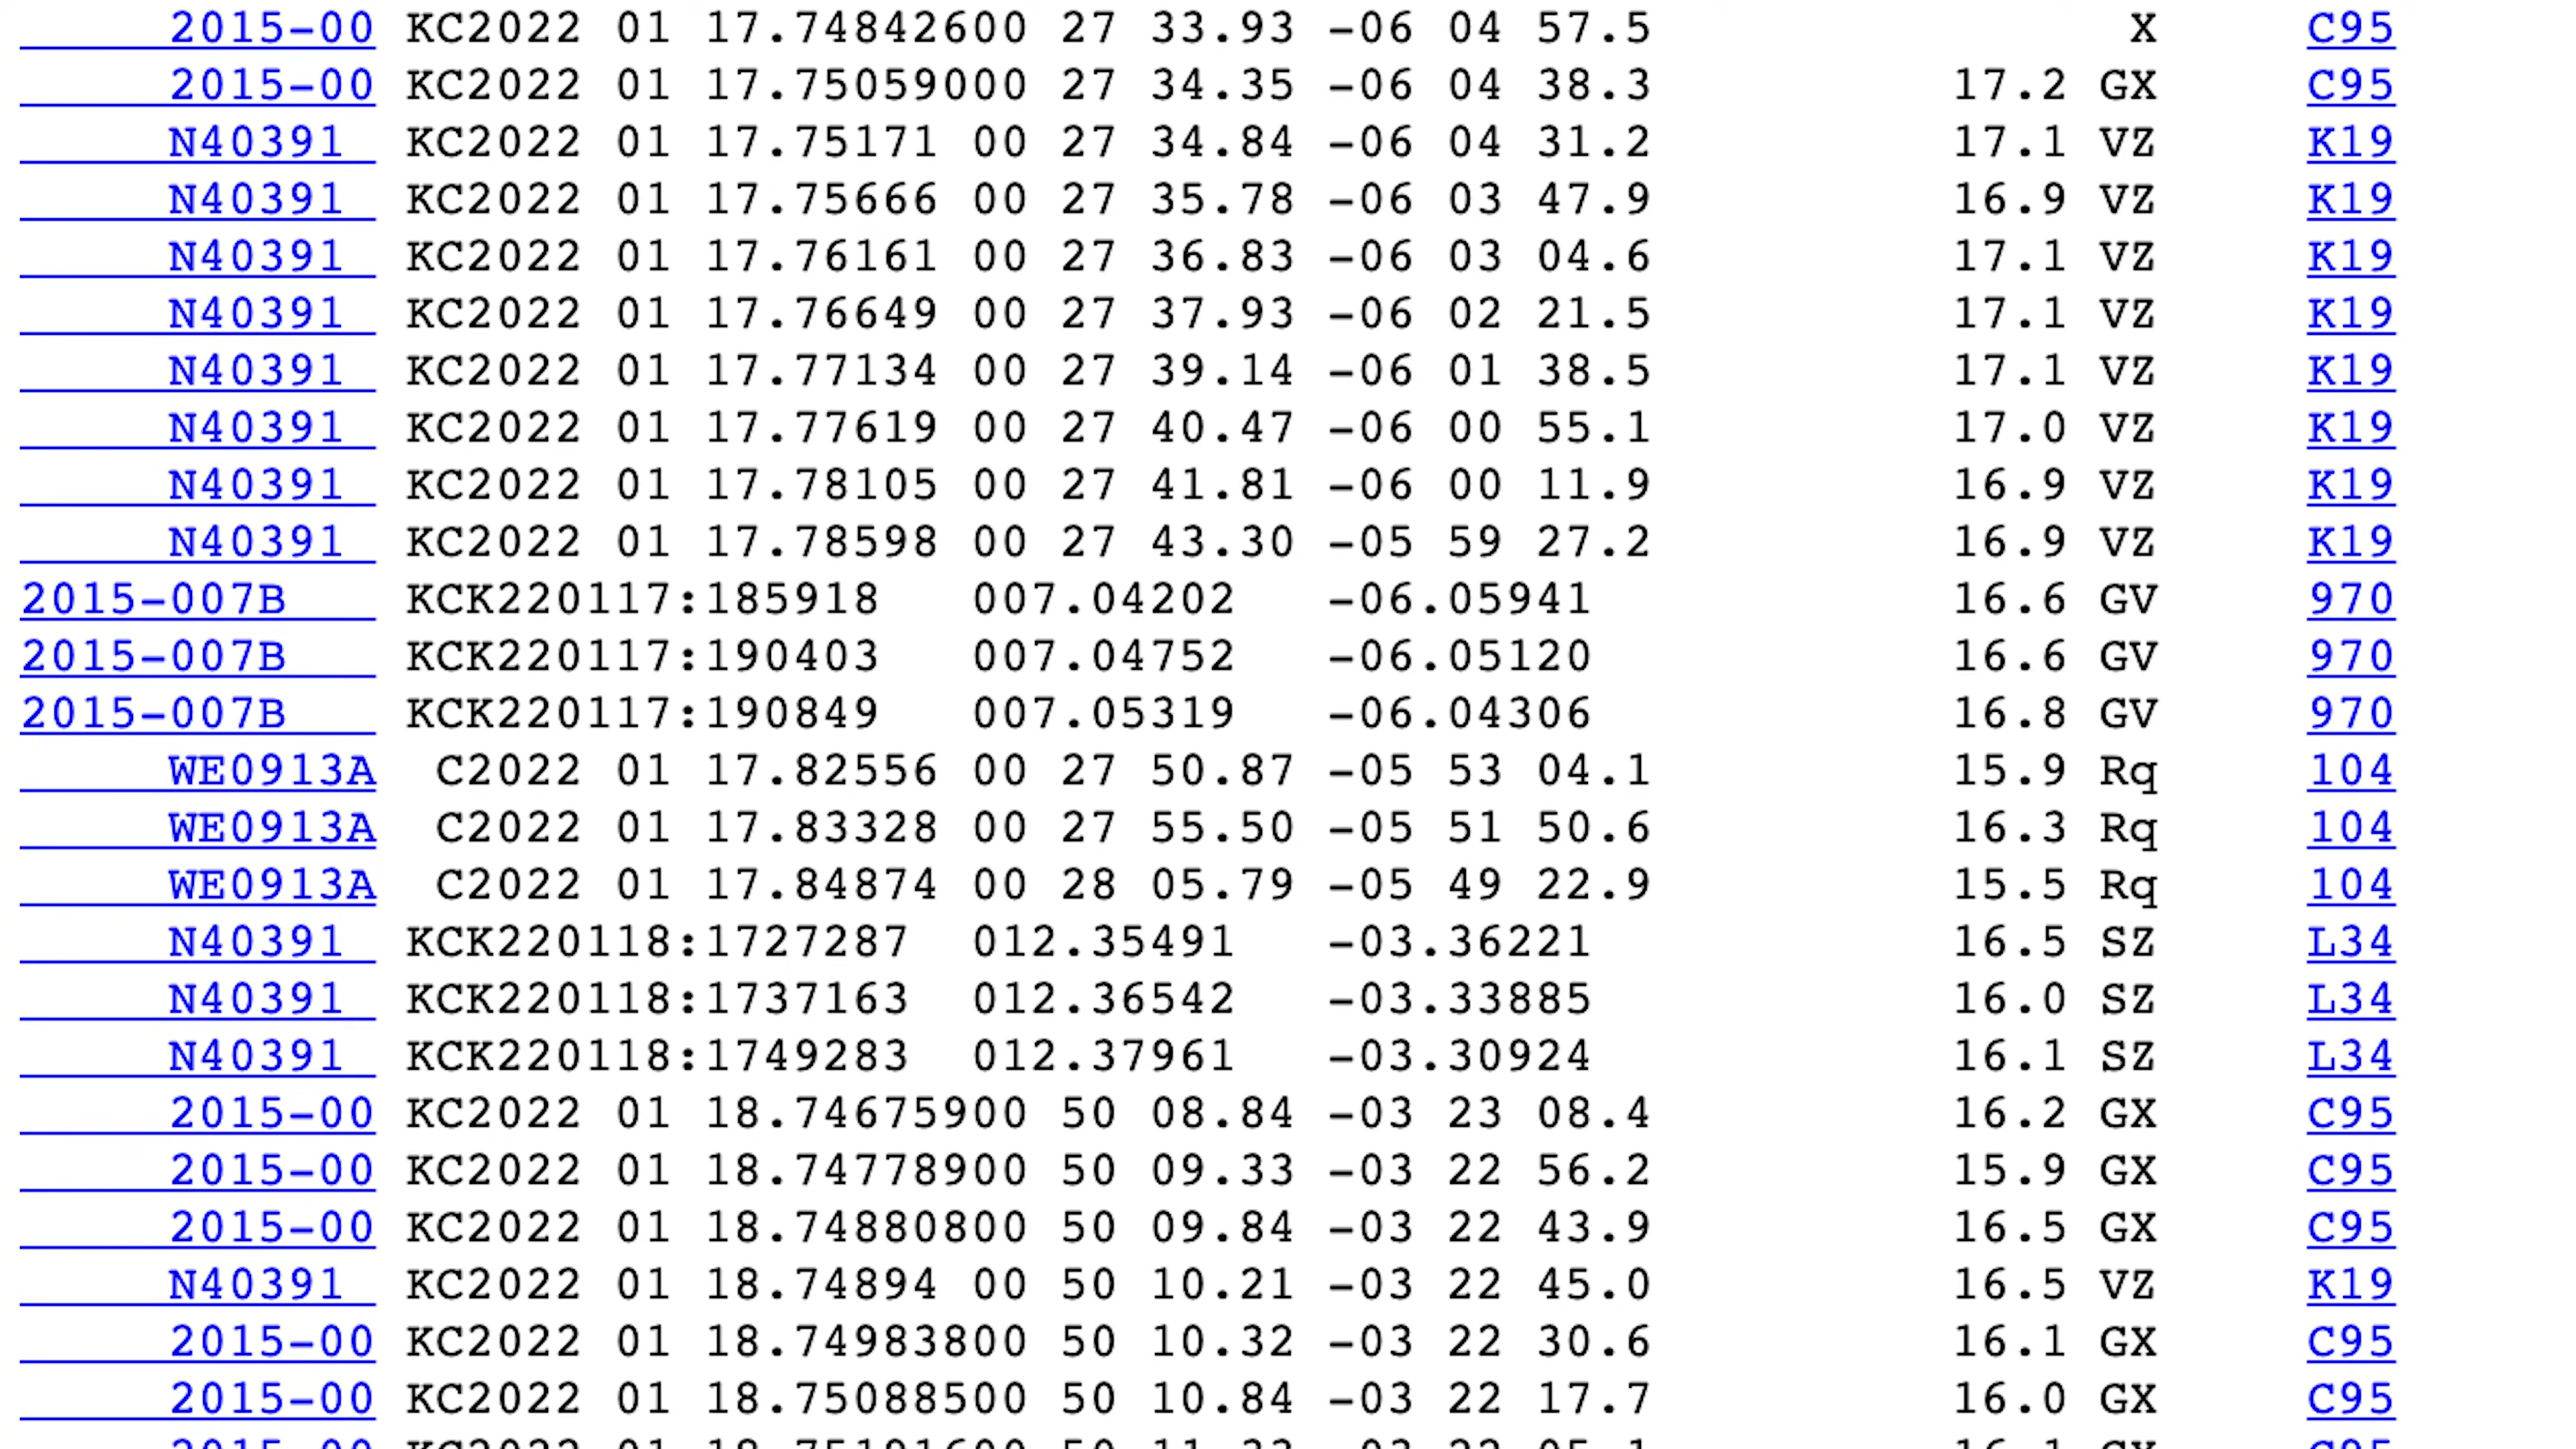 2015-00 KC2022 01 17.74842600 27 33.93 -06 04 57.5 X C95
2015-00 KC2022 01 17.75059000 27 34.35 -06 04 38.3 17.2 GX C95
N40391 KC2022 01 17.75171 00 27 34.84 -06 04 31.2 17.1 VZ K19
N40391 KC2022 01 17.75666 00 27 35.78 -06 03 47.9 16.9 VZ K19
N40391 KC2022 01 17.76161 00 27 36.83 -06 03 04.6 17.1 VZ K19
N40391 KC2022 01 17.76649 00 27 37.93 -06 02 21.5 17.1 VZ K19
N40391 KC2022 01 17.77134 00 27 39.14 -06 01 38.5 17.1 VZ K19
N40391 KC2022 01 17.77619 00 27 40.47 -06 00 55.1 17.0 VZ K19
N40391 KC2022 01 17.78105 00 27 41.81 -06 00 11.9 16.9 VZ K19
N40391 KC2022 01 17.78598 00 27 43.30 -05 59 27.2 16.9 VZ K19
2015-007B KCK220117:185918 007.04202 -06.05941 16.6 GV 970
2015-007B KCK220117:190403 007.04752 -06.05120 16.6 GV 970
2015-007B KCK220117:190849 007.05319 -06.04306 16.8 GV 970
WE0913A C2022 01 17.82556 00 27 50.87 -05 53 04.1 15.9 Rq 104
WE0913A C2022 01 17.83328 00 27 55.50 -05 51 50.6 16.3 Rq 104
WE0913A C2022 01 17.84874 00 28 05.79 -05 49 22.9 15.5 Rq 104
N40391 KCK220118:1727287 012.35491 -03.36221 16.5 SZ L34
N40391 KCK220118:1737163 012.36542 -03.33885 16.0 SZ L34
N40391 KCK220118:1749283 012.37961 -03.30924 16.1 SZ L34
2015-00 KC2022 01 18.74675900 50 08.84 -03 23 08.4 16.2 GX C95
2015-00 KC2022 01 18.74778900 50 09.33 -03 22 56.2 15.9 GX C95
2015-00 KC2022 01 18.74880800 50 09.84 -03 22 43.9 16.5 GX C95
N40391 KC2022 01 18.74894 00 50 10.21 -03 22 45.0 16.5 VZ K19
2015-00 KC2022 01 18.74983800 50 10.32 -03 22 30.6 16.1 GX C95
2015-00 KC2022 01 18.75088500 50 10.84 -03 22 17.7 16.0 GX C95